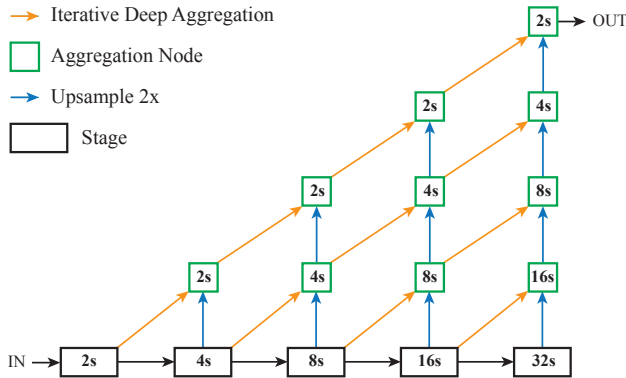 Iterative Deep Aggregation
Aggregation Node
Upsample 2x
Stage
2s
OUT
2s
4s
2s
4s
8s
2s
4s
8s
16s
IN
2s
4s
8s
16s
32s